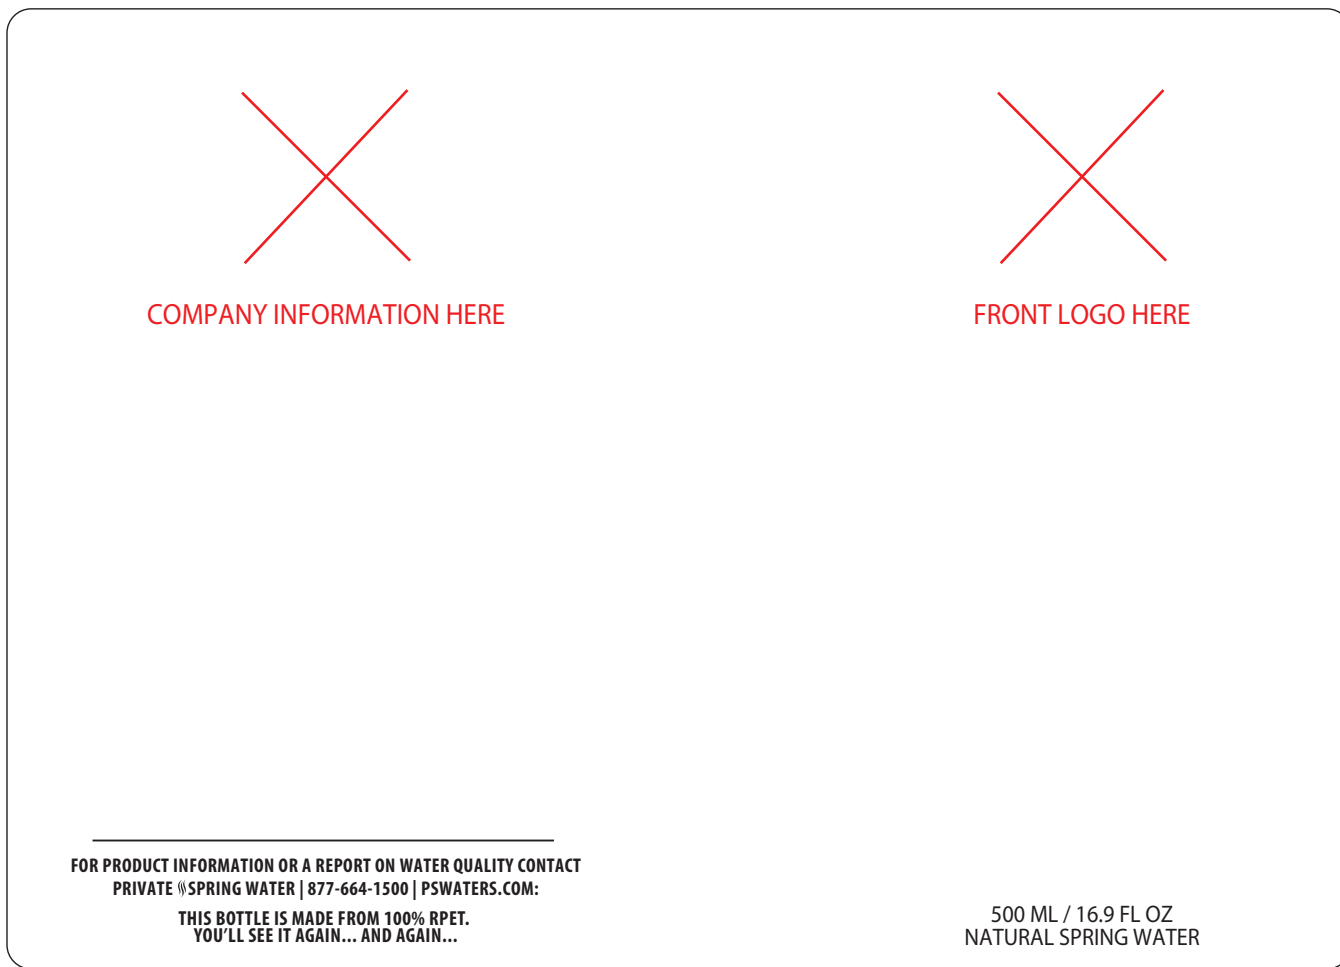 COMPANY INFORMATION HERE
FRONT LOGO HERE
FOR PRODUCT INFORMATION OR A REPORT ON WATER QUALITY CONTACT
PRIVATE SPRING WATER | 877-664-1500 | PSWATERS.COM:
THIS BOTTLE IS MADE FROM 100% RPET.
YOU'LL SEE IT AGAIN... AND AGAIN...
500 ML / 16.9 FL OZ
NATURAL SPRING WATER